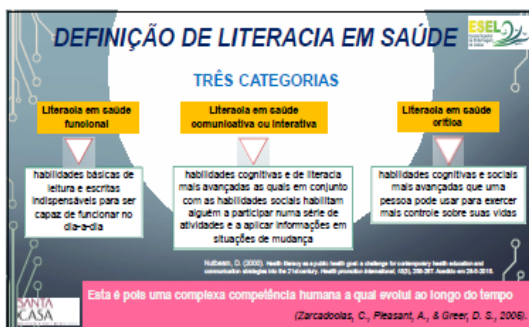 DEFINIÇÃO DE LITERACIA EM SAÚDE
ESEL
TRÊS CATEGORIAS
Literacia em saúde
funcional
Literacia em saúde
comunicativa ou interativa
Literacia em saúde
crítica
habilidades básicas de
leitura e escritas
indispensáveis para ser
capaz de funcionar no
dia-a-dia
habilidades cognitivas e de literacia
mais avançadas as quais em conjunto
com as habilidades sociais habilitam
alguém a participar numa série de
atividades e a aplicar informações em
situações de mudança
habilidades cognitivas e sociais
mais avançadas que uma
pessoa pode usar para exercer
mais controle sobre suas vidas
Nutbeam, D. (2000). Health literacy as a public health goal: a challenge for contemporary health education and
communication strategies into the 21st century. Health promotion international, 15(3), 259-267.
SANTA
CASA
Esta é pois uma complexa competência humana a qual evolui ao longo do tempo
(Zarcadoolas, C., Pleasant, A., & Greer, D. S., 2006).